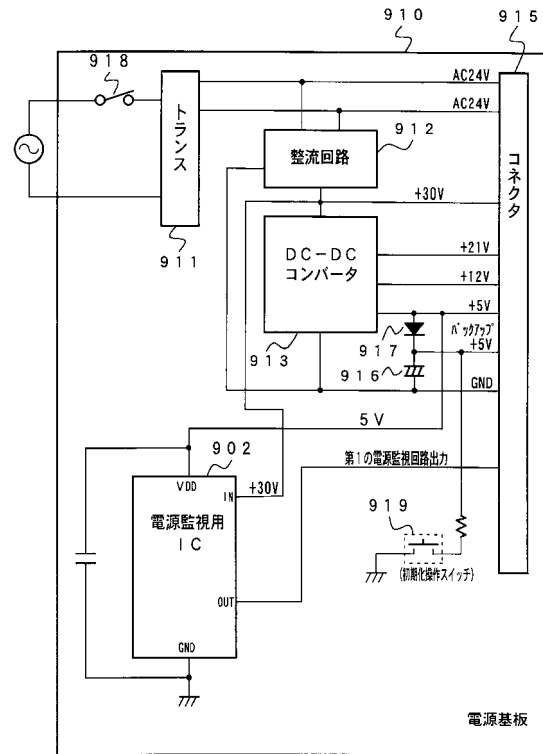 910
915
918
AC24V
AC24V
トランス
912
整流回路
コネクタ
+30V
911
DC-DC
コンバータ
+21V
+12V
+5V
913
917
バックアップ
+5V
916
GND
5V
902
第1の電源監視回路出力
VDD
IN
+30V
電源監視用
IC
919
(初期化操作スイッチ)
OUT
GND
電源基板